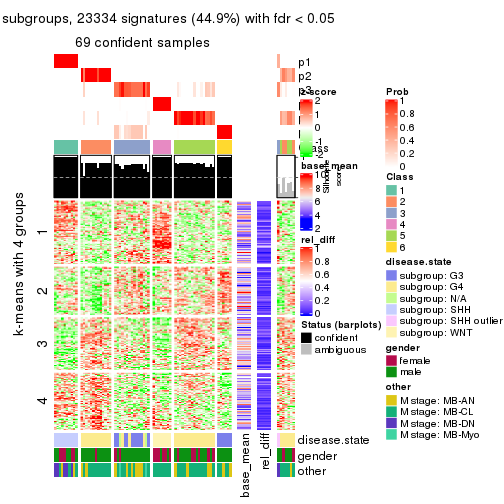 subgroups, 23334 signatures (44.9%) with fdr < 0.05
69 confident samples
p1
p2
z-score
2
1
0
-1
-2
Silhouette
score
base_mean
10
8
6
4
2
rel_diff
1
0.8
0.6
0.4
0.2
0
Status (barplots)
confident
ambiguous
Prob
1
0.8
0.6
0.4
0.2
0
Class
1
2
3
4
5
6
disease.state
subgroup: G3
subgroup: G4
subgroup: N/A
subgroup: SHH
subgroup: SHH outlier
subgroup: WNT
gender
female
male
other
M stage: MB-AN
M stage: MB-CL
M stage: MB-DN
M stage: MB-Myo
k-means with 4 groups
1
2
3
4
disease.state
gender
other
base_mean
rel_diff